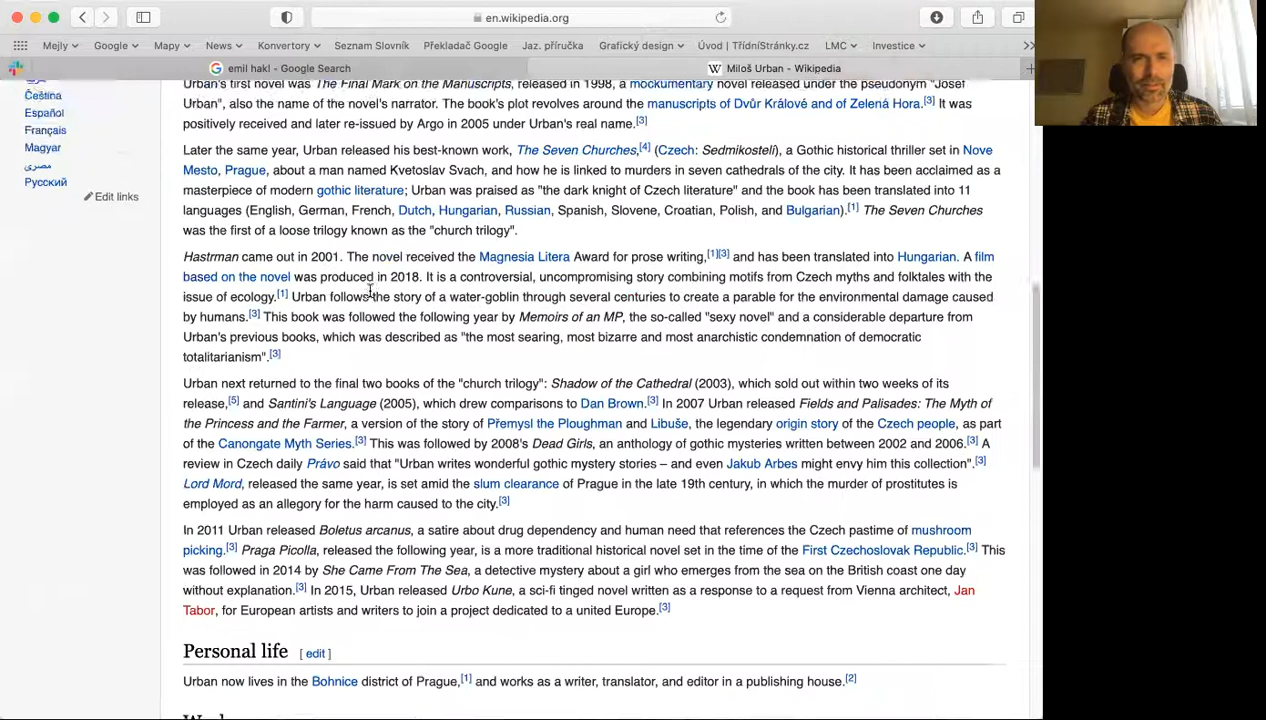 en.wikipedia.org
Mejly Google Mapy News Konvertory Seznam Slovník Překladač Google Jaz. příručka Grafický design Úvod | TřídníStránky.cz LMC Investice
emil hakl - Google Search
Miloš Urban - Wikipedia
Čeština
Español
Français
Magyar
مصرى
Русский
Edit links
Urban's first novel was The Final Mark on the Manuscripts, released in 1998, a mockumentary novel released under the pseudonym "Josef
Urban", also the name of the novel's narrator. The book's plot revolves around the manuscripts of Dvůr Králové and of Zelená Hora.[3] It was
positively received and later re-issued by Argo in 2005 under Urban's real name.[3]
Later the same year, Urban released his best-known work, The Seven Churches,[4] (Czech: Sedmikostelí), a Gothic historical thriller set in Nove
Mesto, Prague, about a man named Kvetoslav Svach, and how he is linked to murders in seven cathedrals of the city. It has been acclaimed as a
masterpiece of modern gothic literature; Urban was praised as "the dark knight of Czech literature" and the book has been translated into 11
languages (English, German, French, Dutch, Hungarian, Russian, Spanish, Slovene, Croatian, Polish, and Bulgarian).[1] The Seven Churches
was the first of a loose trilogy known as the "church trilogy".
Hastrman came out in 2001. The novel received the Magnesia Litera Award for prose writing,[1][3] and has been translated into Hungarian. A film
based on the novel was produced in 2018. It is a controversial, uncompromising story combining motifs from Czech myths and folktales with the
issue of ecology.[1] Urban follows the story of a water-goblin through several centuries to create a parable for the environmental damage caused
by humans.[3] This book was followed the following year by Memoirs of an MP, the so-called "sexy novel" and a considerable departure from
Urban's previous books, which was described as "the most searing, most bizarre and most anarchistic condemnation of democratic
totalitarianism".[3]
Urban next returned to the final two books of the "church trilogy": Shadow of the Cathedral (2003), which sold out within two weeks of its
release,[5] and Santini's Language (2005), which drew comparisons to Dan Brown.[3] In 2007 Urban released Fields and Palisades: The Myth of
the Princess and the Farmer, a version of the story of Přemysl the Ploughman and Libuše, the legendary origin story of the Czech people, as part
of the Canongate Myth Series.[3] This was followed by 2008's Dead Girls, an anthology of gothic mysteries written between 2002 and 2006.[3] A
review in Czech daily Právo said that "Urban writes wonderful gothic mystery stories – and even Jakub Arbes might envy him this collection".[3]
Lord Mord, released the same year, is set amid the slum clearance of Prague in the late 19th century, in which the murder of prostitutes is
employed as an allegory for the harm caused to the city.[3]
In 2011 Urban released Boletus arcanus, a satire about drug dependency and human need that references the Czech pastime of mushroom
picking.[3] Praga Picolla, released the following year, is a more traditional historical novel set in the time of the First Czechoslovak Republic.[3] This
was followed in 2014 by She Came From The Sea, a detective mystery about a girl who emerges from the sea on the British coast one day
without explanation.[3] In 2015, Urban released Urbo Kune, a sci-fi tinged novel written as a response to a request from Vienna architect, Jan
Tabor, for European artists and writers to join a project dedicated to a united Europe.[3]
Personal life [ edit ]
Urban now lives in the Bohnice district of Prague,[1] and works as a writer, translator, and editor in a publishing house.[2]